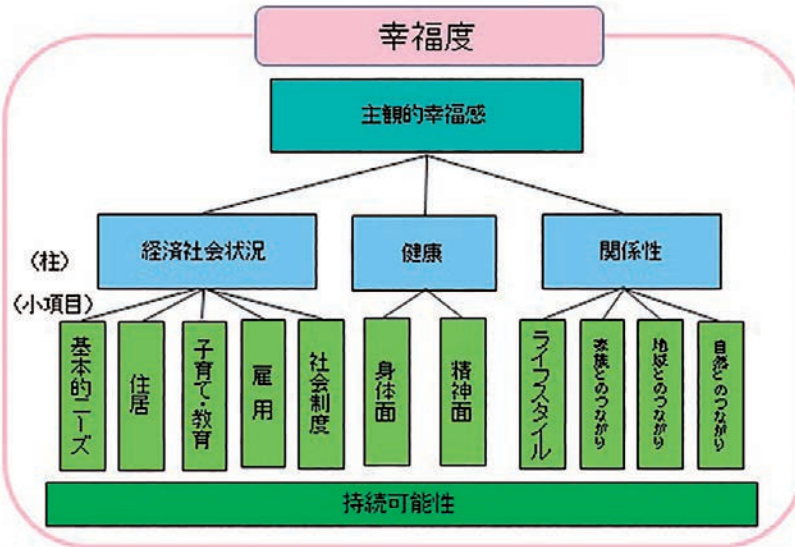 幸福度
主観的幸福感
経済社会状況
健康
関係性
〈柱〉
〈小項目〉
基本的ニーズ
住居
子育て・教育
雇用
社会制度
身体面
精神面
ライフスタイル
家族とのつながり
地域とのつながり
自然とのつながり
持続可能性